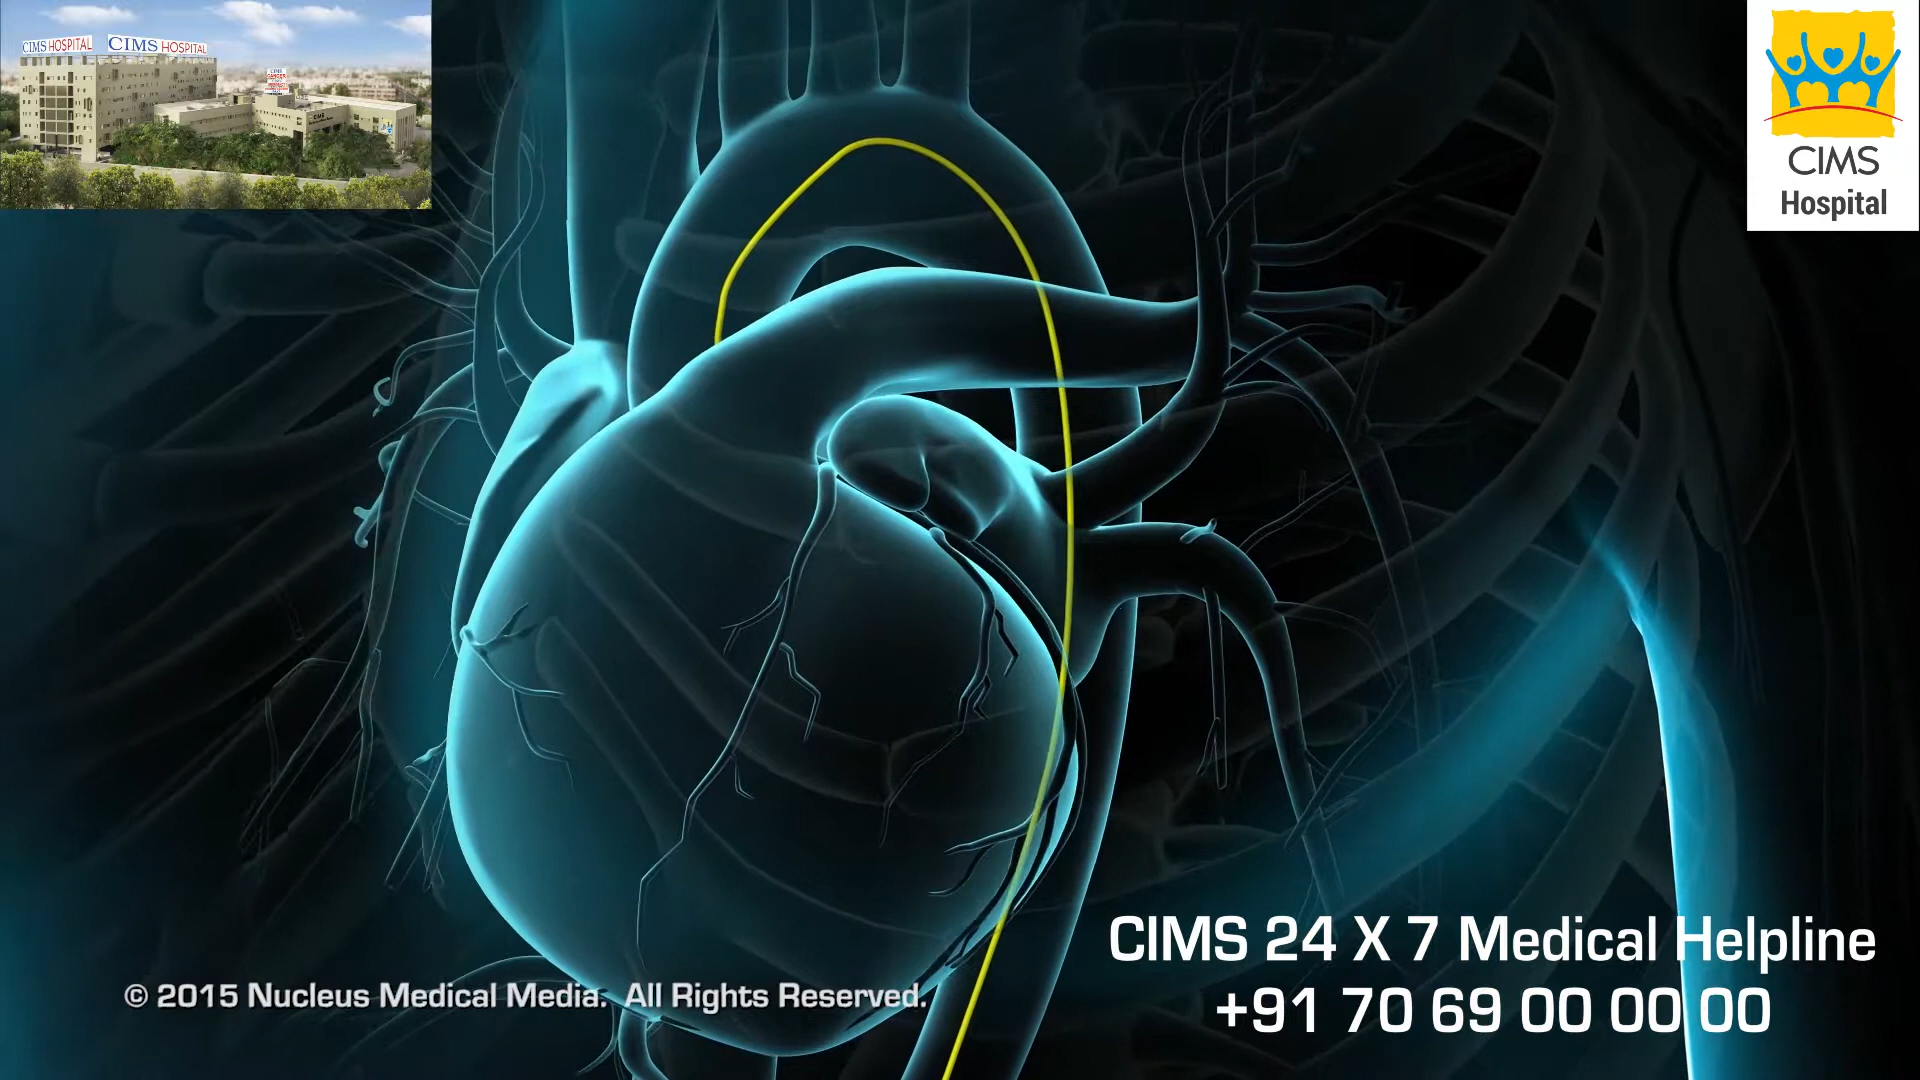 CIMS HOSPITAL CIMS HOSPITAL
CIMS
CIMS
Hospital
CIMS 24 X 7 Medical Helpline
+91 70 69 00 00 00
© 2015 Nucleus Medical Media. All Rights Reserved.